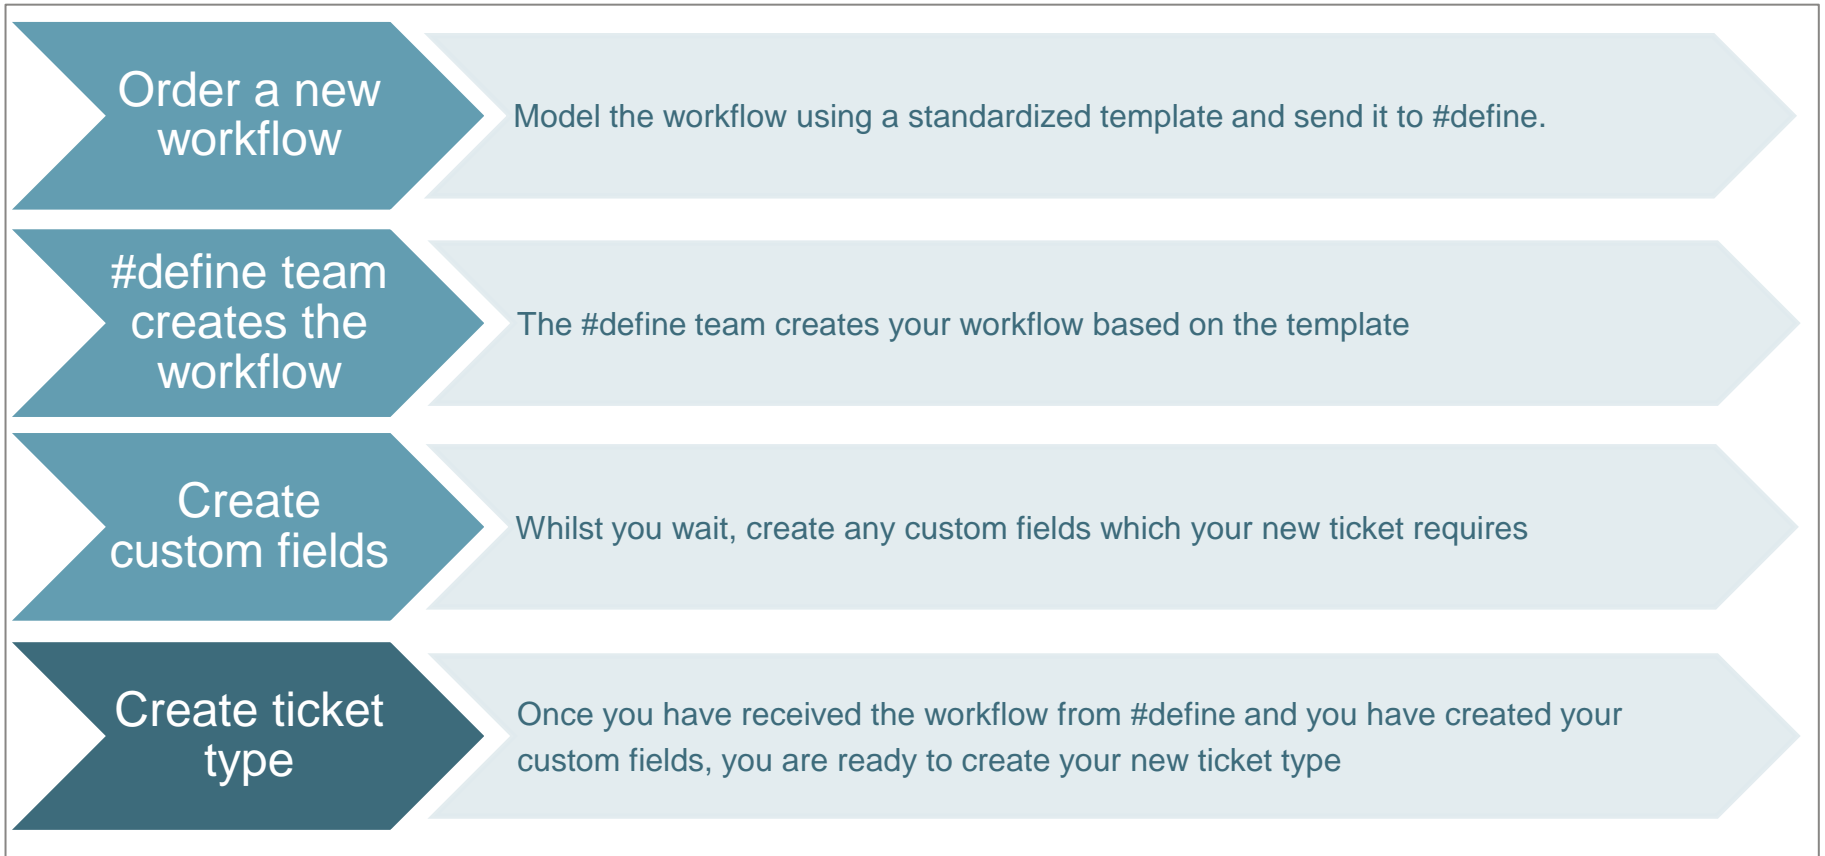 Order a new
workflow
Model the workflow using a standardized template and send it to #define.
#define team
creates the
workflow
The #define team creates your workflow based on the template
Create
custom fields
Whilst you wait, create any custom fields which your new ticket requires
Create ticket
type
Once you have received the workflow from #define and you have created your
custom fields, you are ready to create your new ticket type